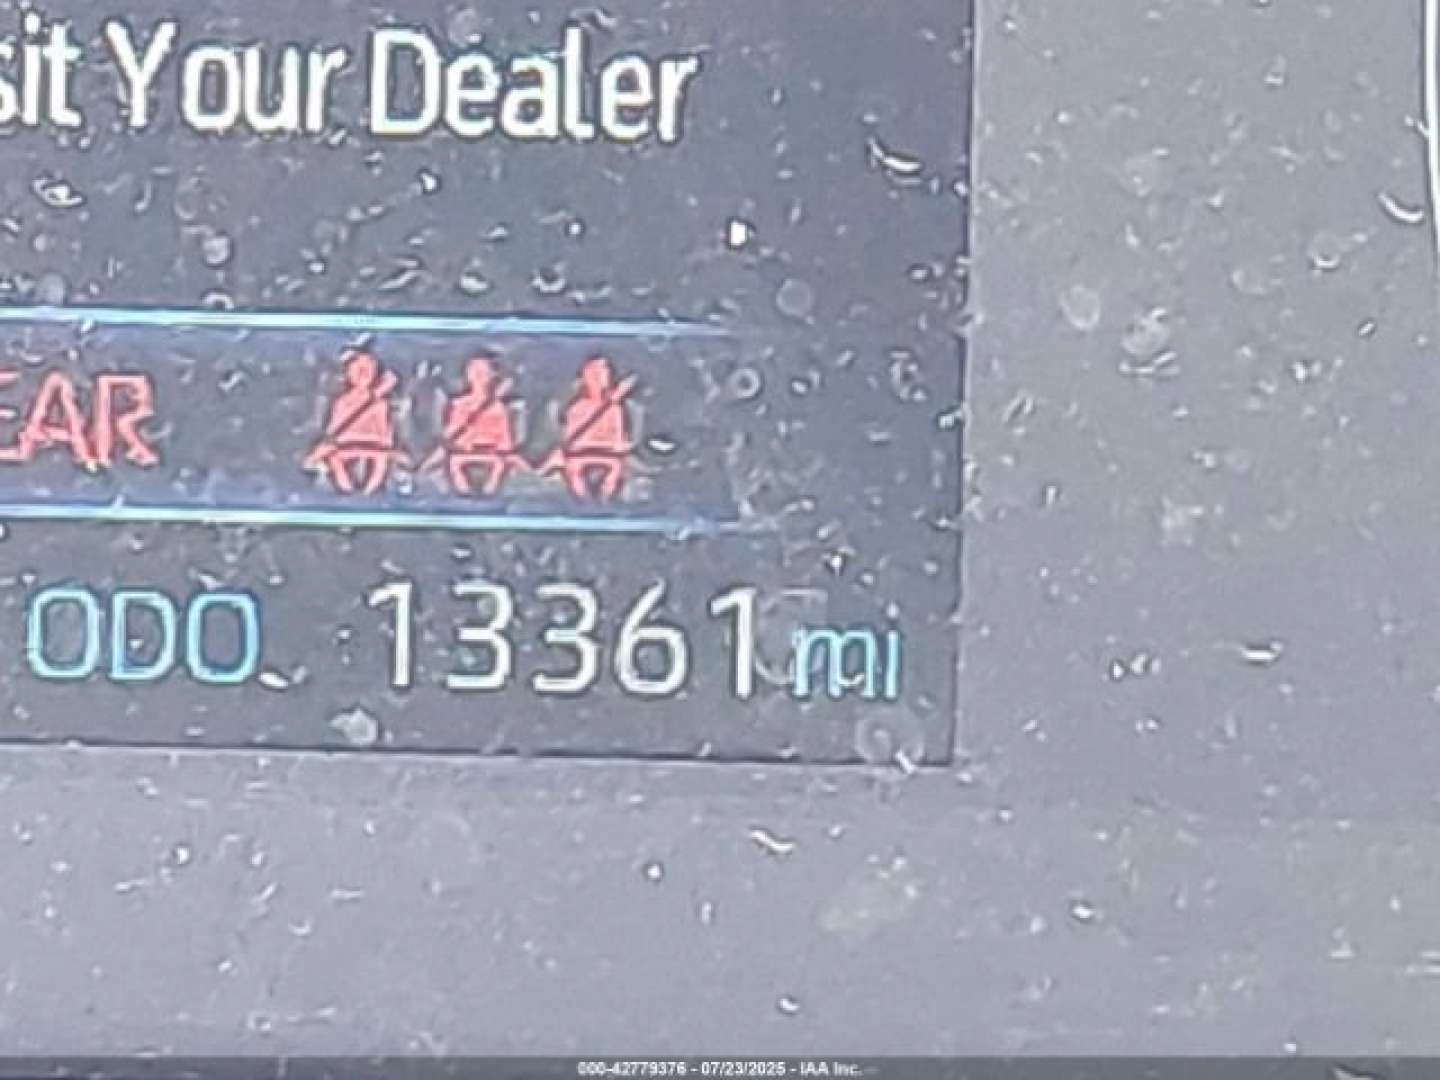 sit Your Dealer
EAR
ODO 13361 mi
000-42779376 - 07/23/2025 - IAA Inc.